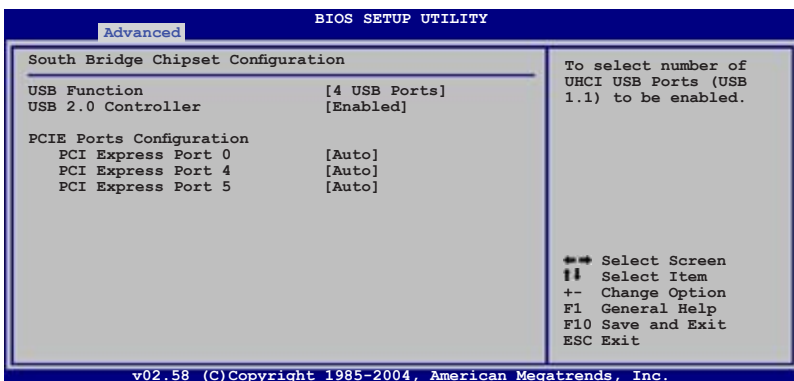 BIOS SETUP UTILITY
Advanced
South Bridge Chipset Configuration
USB Function [4 USB Ports]
USB 2.0 Controller [Enabled]
PCIE Ports Configuration
PCI Express Port 0 [Auto]
PCI Express Port 4 [Auto]
PCI Express Port 5 [Auto]
To select number of
UHCI USB Ports (USB
1.1) to be enabled.
Select Screen
Select Item
+- Change Option
F1 General Help
F10 Save and Exit
ESC Exit
v02.58 (C)Copyright 1985-2004, American Megatrends, Inc.